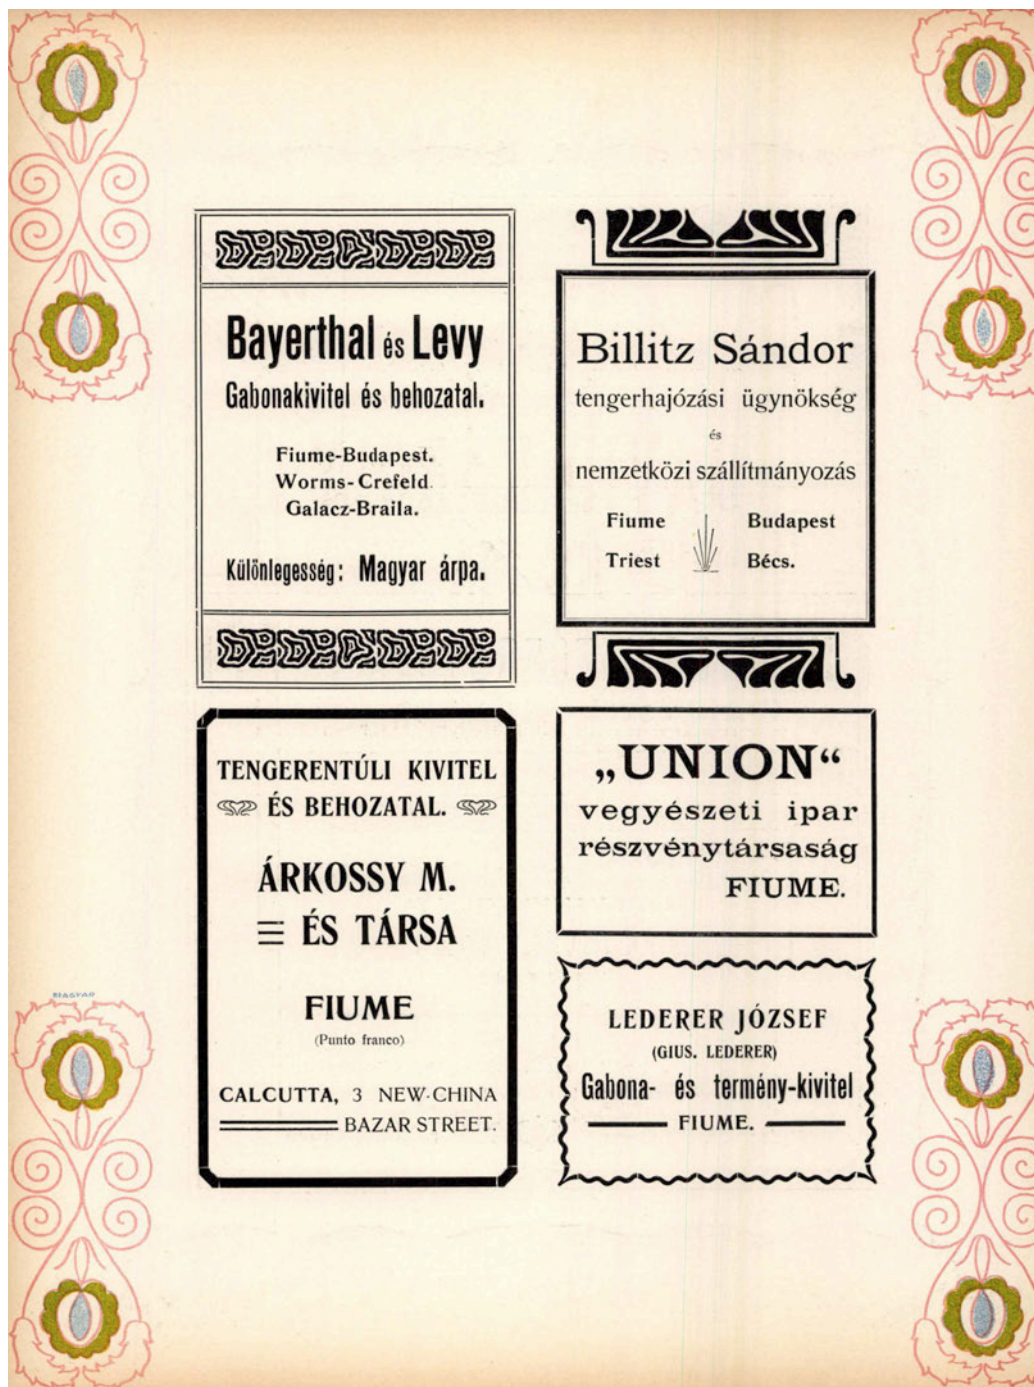 Bayerthal és Levy
Gabonakivitel és behozatal.
Fiume-Budapest.
Worms-Crefeld.
Galacz-Braila.
Különlegesség: Magyar árpa.
Billitz Sándor
tengerhajózási ügynökség
és
nemzetközi szállítmányozás
Fiume Budapest
Triest Bécs.
TENGERENTÚLI KIVITEL
ÉS BEHOZATAL.
ÁRKOSSY M.
ÉS TÁRSA
FIUME
(Punto franco)
CALCUTTA, 3 NEW-CHINA
BAZAR STREET.
„UNION“
vegyészeti ipar
részvénytársaság
FIUME.
LEDERER JÓZSEF
(GIUS. LEDERER)
Gabona- és termény-kivitel
FIUME.
MAGYAR